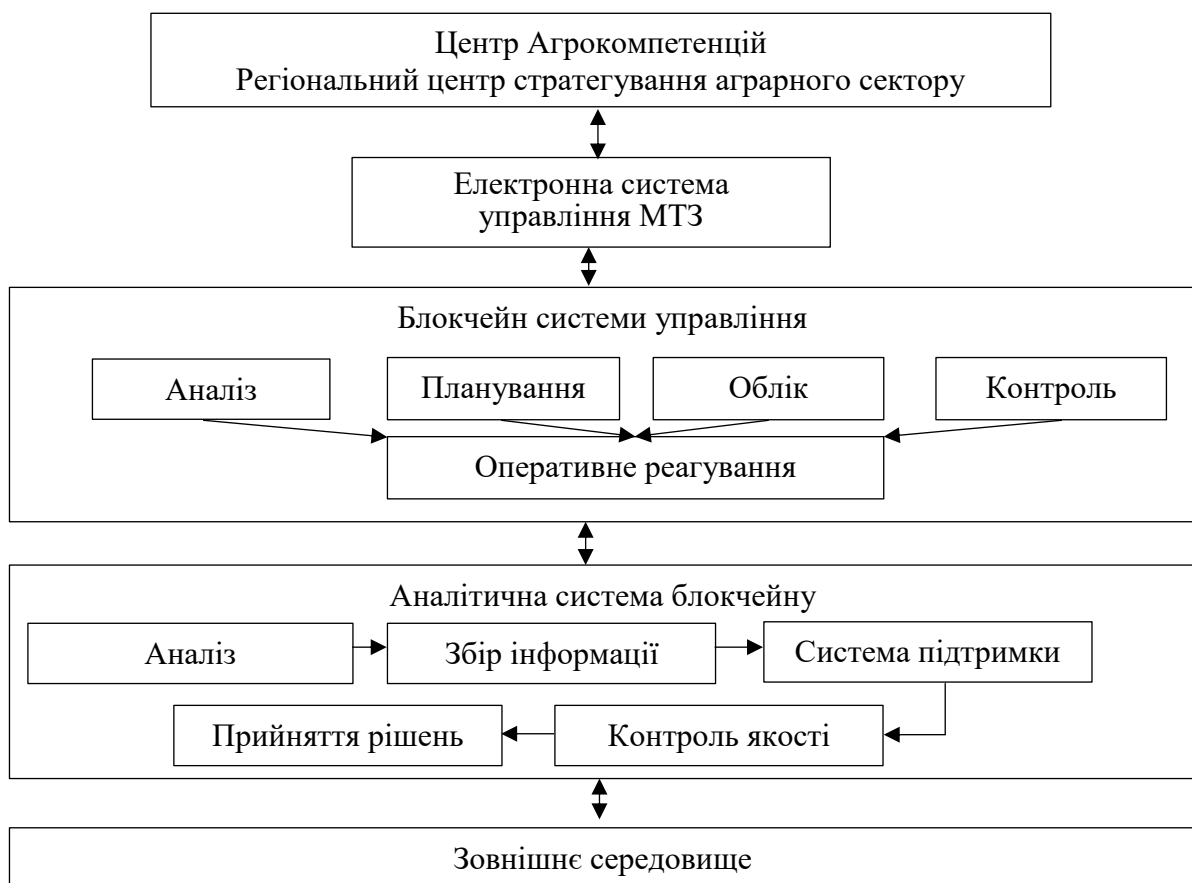 Центр Агрокомпетенцій
Регіональний центр стратегування аграрного сектору
Електронна система
управління МТЗ
Блокчейн системи управління
Аналіз
Планування
Облік
Контроль
Оперативне реагування
Аналітична система блокчейну
Аналіз
Збір інформації
Система підтримки
Прийняття рішень
Контроль якості
Зовнішнє середовище